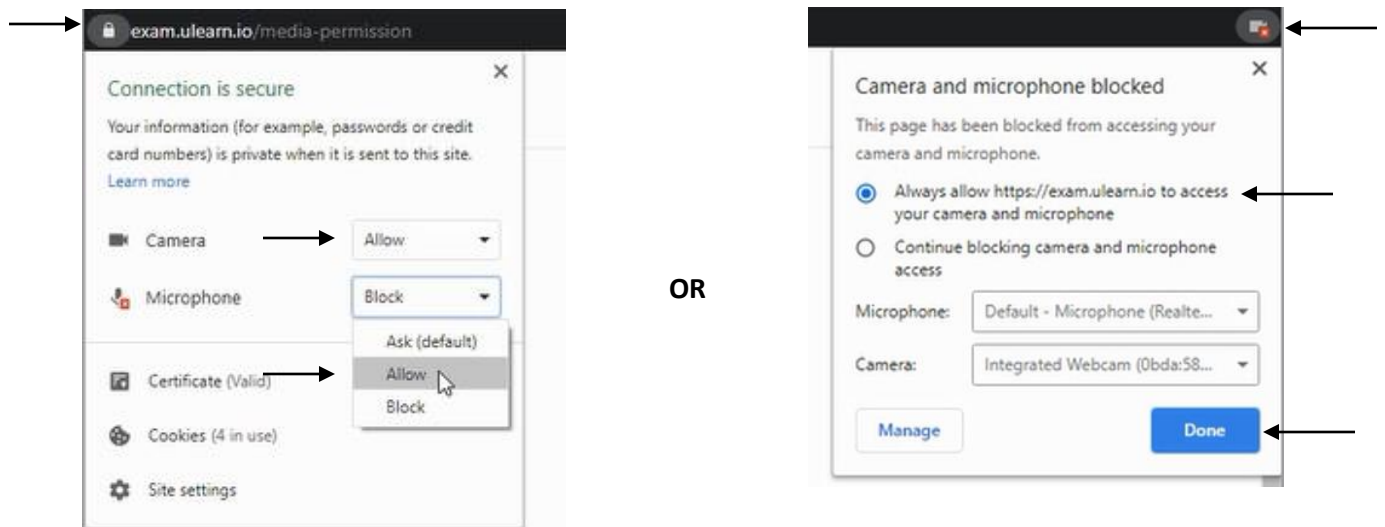 exam.ulearn.io/media-permission
Connection is secure
Your information (for example, passwords or credit
card numbers) is private when it is sent to this site.
Learn more
Camera
Allow
Microphone
Block
Ask (default)
Allow
Block
Certificate (Valid)
Cookies (4 in use)
Site settings
OR
Camera and microphone blocked
This page has been blocked from accessing your
camera and microphone.
Always allow https://exam.ulearn.io to access
your camera and microphone
Continue blocking camera and microphone
access
Microphone:
Default - Microphone (Realte...
Camera:
Integrated Webcam (0bda:58...
Manage
Done